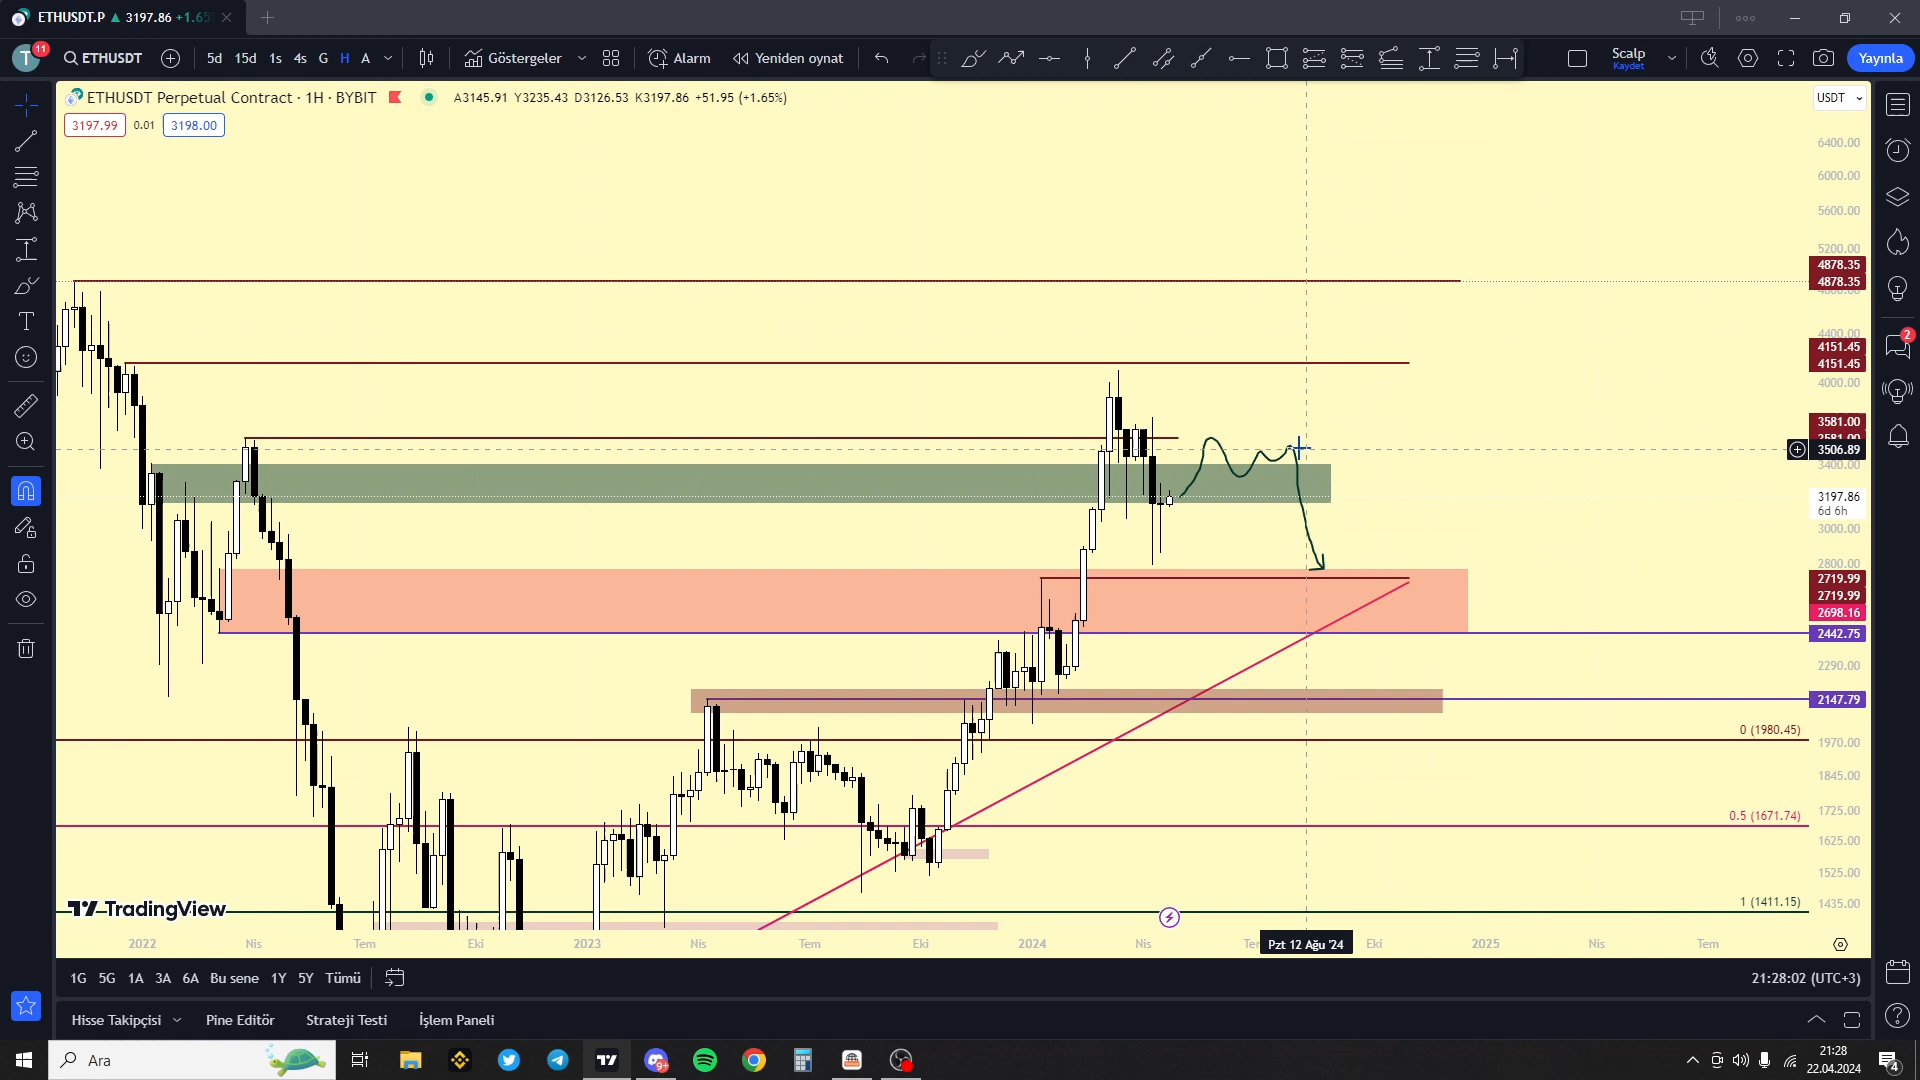 ETHUSDT.P ▲ 3197.86 +1.65
T 11 ETHUSDT 5d 15d 1s 4s G H A Göstergeler Alarm Yeniden oynat Scalp Kaydet Yayınla
ETHUSDT Perpetual Contract · 1H · BYBIT A3145.91 Y3235.43 D3126.53 K3197.86 +51.95 (+1.65%)
USDT
3197.99 0.01 3198.00
6400.00
6000.00
5600.00
5200.00
4878.35
4878.35
4400.00
4151.45
4151.45
4000.00
3581.00
3506.89
3400.00
3197.86
6d 6h
3000.00
2800.00
2719.99
2719.99
2698.16
2442.75
2290.00
2147.79
0 (1980.45)
1970.00
1845.00
0.5 (1671.74) 1725.00
1625.00
1525.00
1 (1411.15) 1435.00
TradingView
2022 Nis Tem Eki 2023 Nis Tem Eki 2024 Nis Pzt 12 Ağu '24 Eki 2025 Nis Tem
1G 5G 1A 3A 6A Bu sene 1Y 5Y Tümü 21:28:02 (UTC+3)
Hisse Takipçisi Pine Editör Strateji Testi İşlem Paneli
Ara 9+ 21:28
22.04.2024 4
2